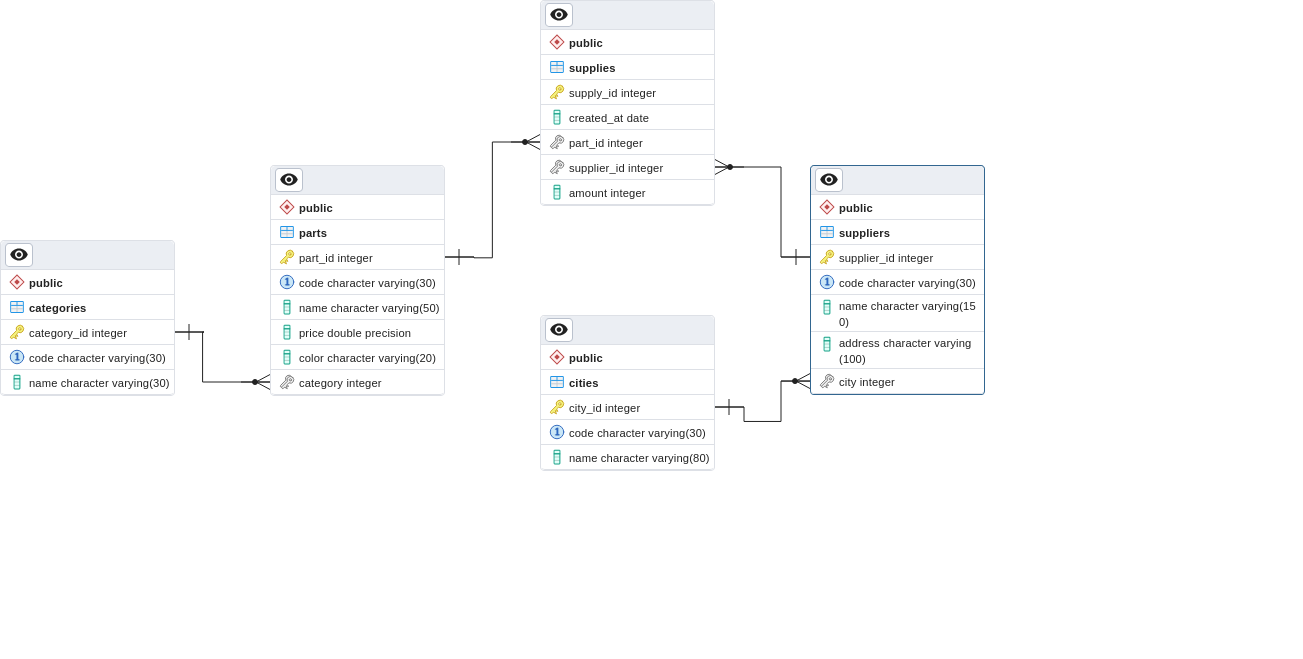 public
categories
category_id integer
code character varying(30)
name character varying(30)
public
parts
part_id integer
code character varying(30)
name character varying(50)
price double precision
color character varying(20)
category integer
public
supplies
supply_id integer
created_at date
part_id integer
supplier_id integer
amount integer
public
cities
city_id integer
code character varying(30)
name character varying(80)
public
suppliers
supplier_id integer
code character varying(30)
name character varying(15
0)
address character varying
(100)
city integer